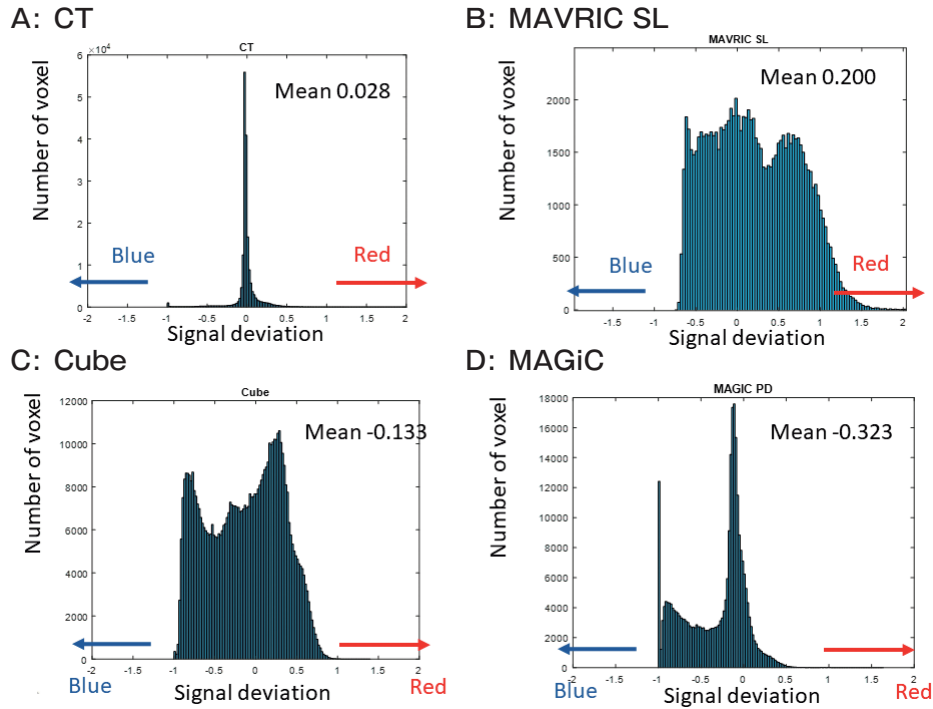 A: CT
CT
×10⁴
6
5
4
3
2
1
0
Number of voxel
Mean 0.028
Blue
Red
-2 -1.5 -1 -0.5 0 0.5 1 1.5 2
Signal deviation
B: MAVRIC SL
MAVRIC SL
2000
1500
1000
500
0
Number of voxel
Mean 0.200
Blue
Red
-1.5 -1 -0.5 0 0.5 1 1.5 2
Signal deviation
C: Cube
Cube
12000
10000
8000
6000
4000
2000
0
Number of voxel
Mean -0.133
-2 -1.5 -1 -0.5 0 0.5 1 1.5 2
Blue
Signal deviation
Red
D: MAGiC
MAGIC PD
18000
16000
14000
12000
10000
8000
6000
4000
2000
0
Number of voxel
Mean -0.323
-2 -1.5 -1 -0.5 0 0.5 1 1.5 2
Blue
Signal deviation
Red